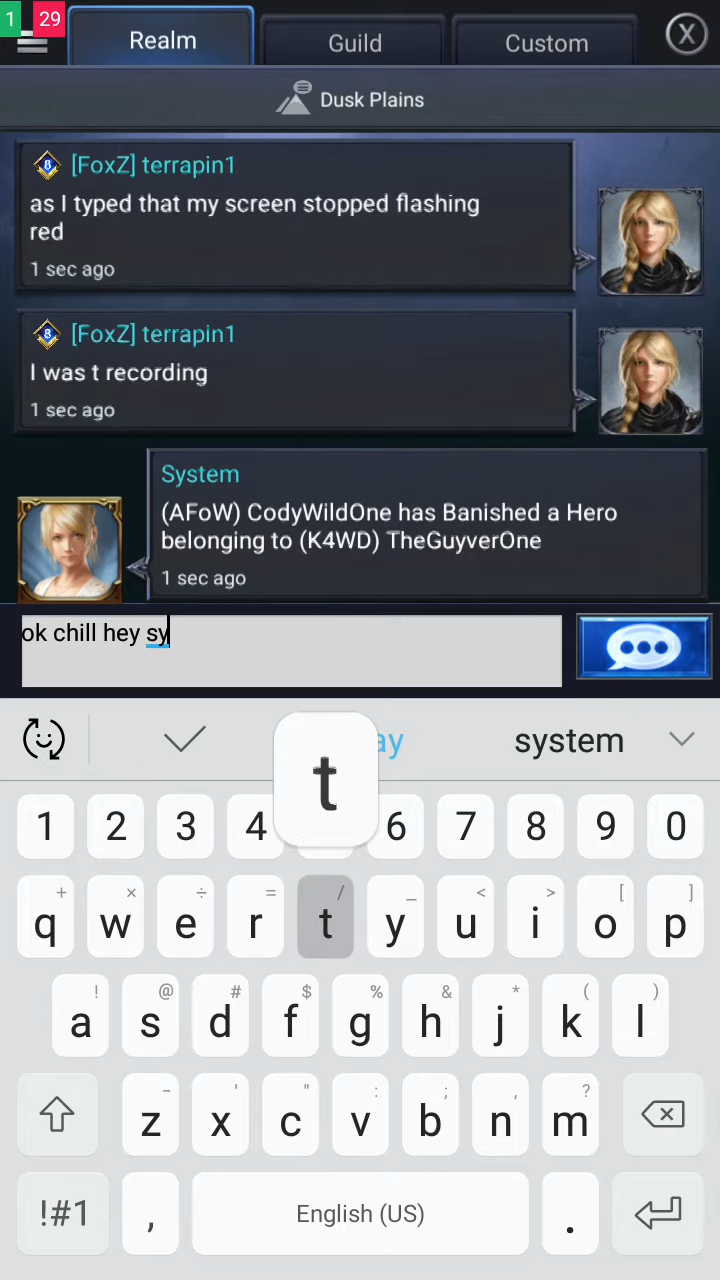 1 29
Realm Guild Custom X
Dusk Plains
8 [FoxZ] terrapin1
as I typed that my screen stopped flashing
red
1 sec ago
8 [FoxZ] terrapin1
I was t recording
1 sec ago
System
(AFoW) CodyWildOne has Banished a Hero
belonging to (K4WD) TheGuyverOne
1 sec ago
ok chill hey sy
t ay system
1 2 3 4 6 7 8 9 0
+ × ÷ = / _ < > [ ]
q w e r t y u i o p
! @ # $ % & * ( )
a s d f g h j k l
- ' " : ; , ?
z x c v b n m
!#1 , English (US) .